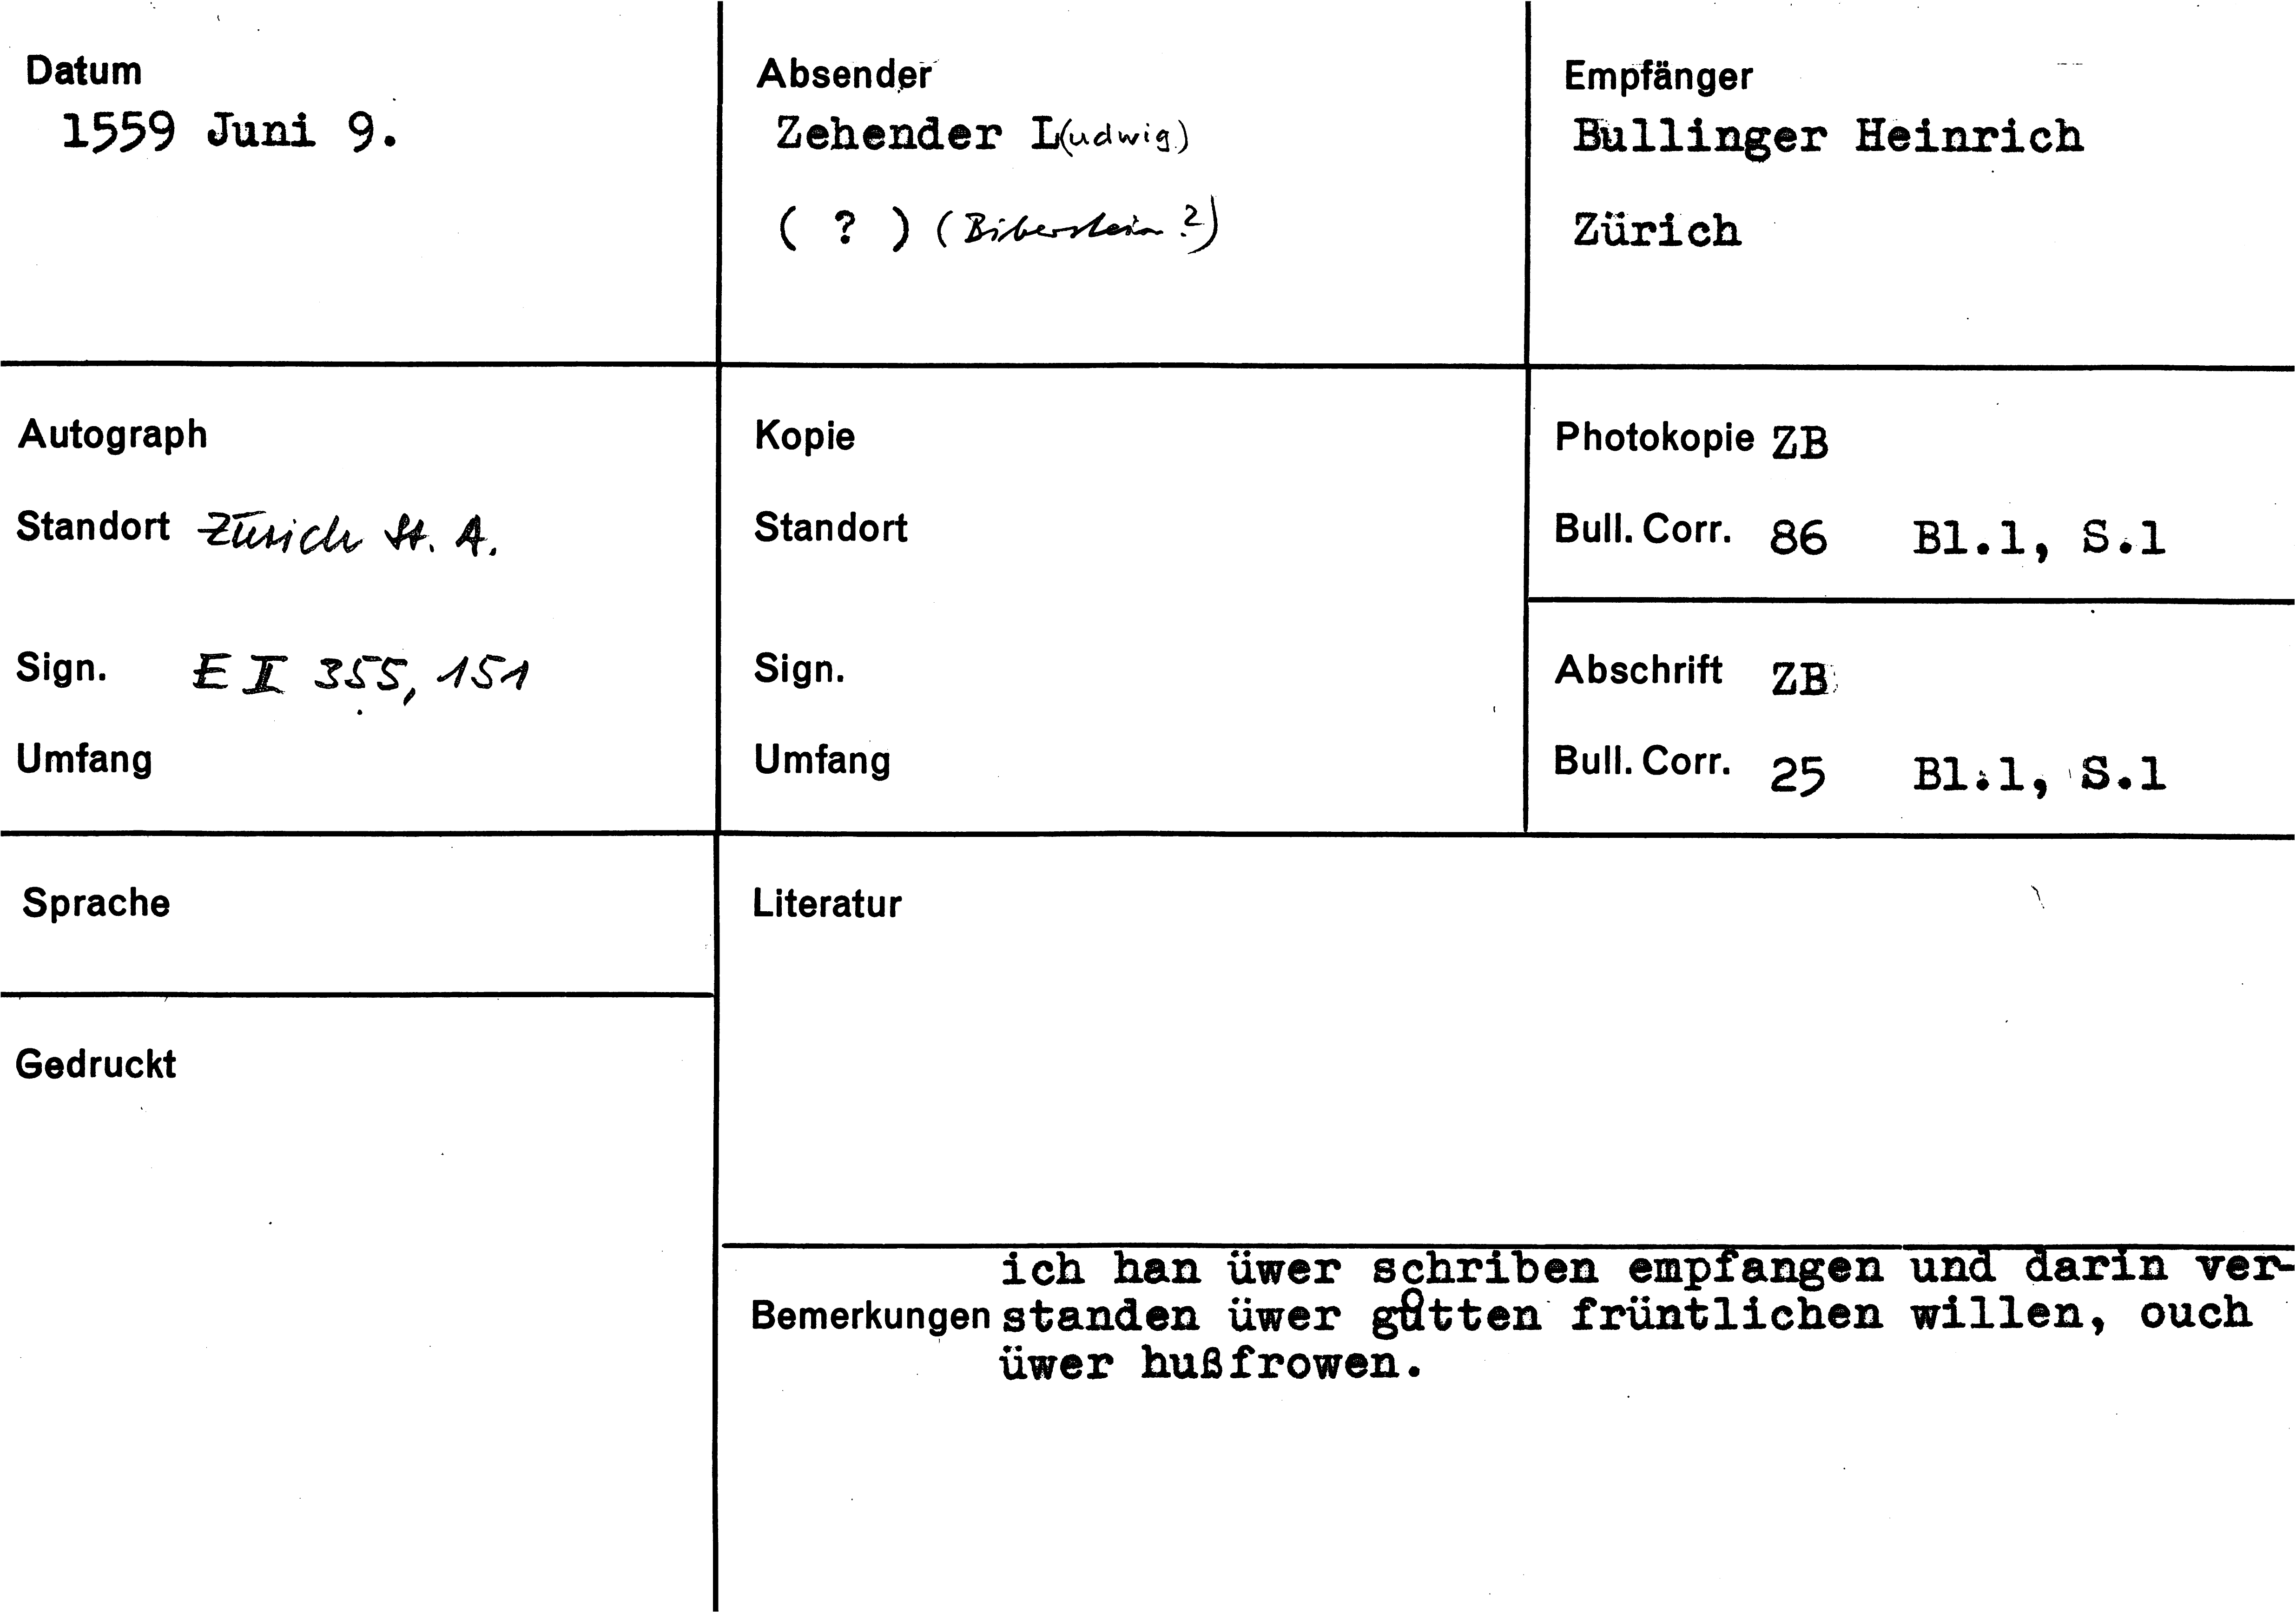 Datum
1559 Juni 9.
Absender
Zehender L(udwig)
( ? ) (Biberstein?)
Empfänger
Bullinger Heinrich
Zürich
Autograph
Standort Zürich St. A.
Sign. E II 355, 151
Umfang
Kopie
Standort
Sign.
Umfang
Photokopie ZB
Bull. Corr. 86 Bl.1, S.1
Abschrift ZB
Bull. Corr. 25 Bl.1, S.1
Sprache
Gedruckt
Literatur
ich han üwer schriben empfangen und darin ver-
Bemerkungen standen üwer gůtten früntlichen willen, ouch
üwer hußfrowen.